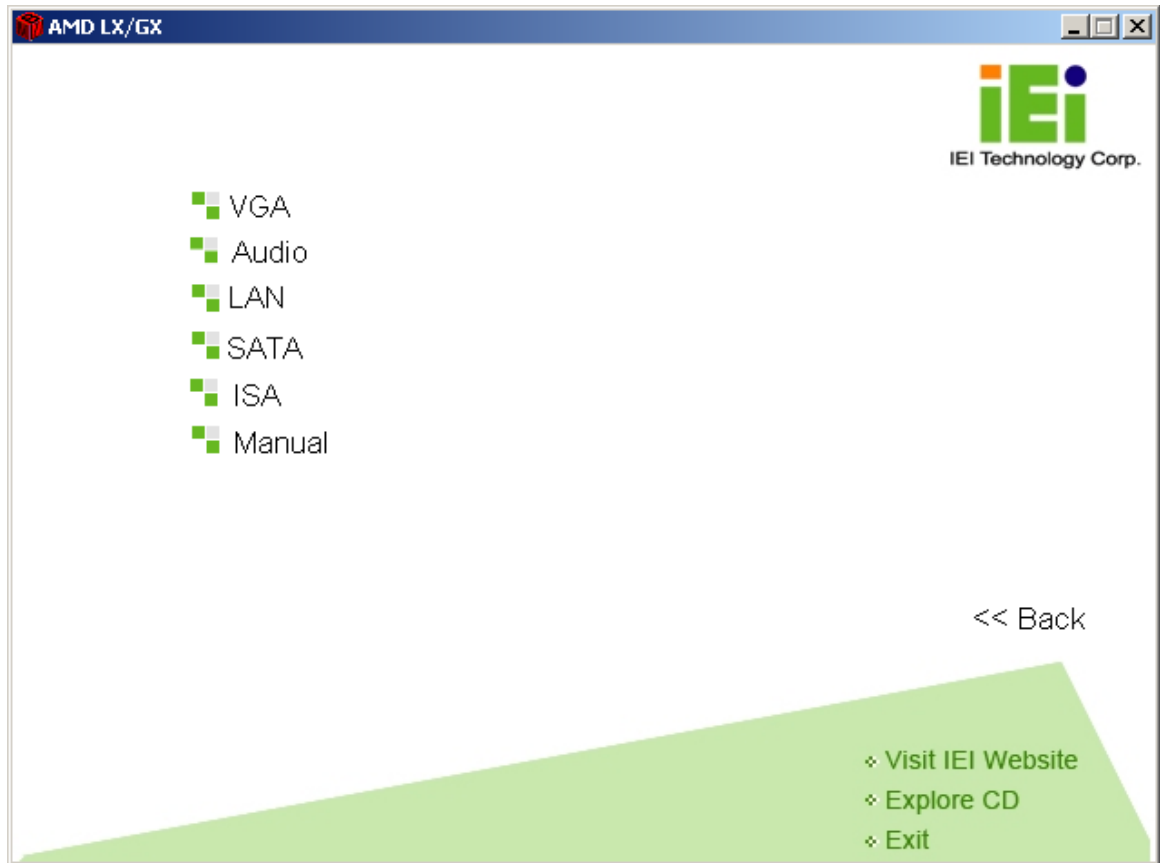 AMD LX/GX
iEi
IEI Technology Corp.
VGA
Audio
LAN
SATA
ISA
Manual
<< Back
Visit IEI Website
Explore CD
Exit